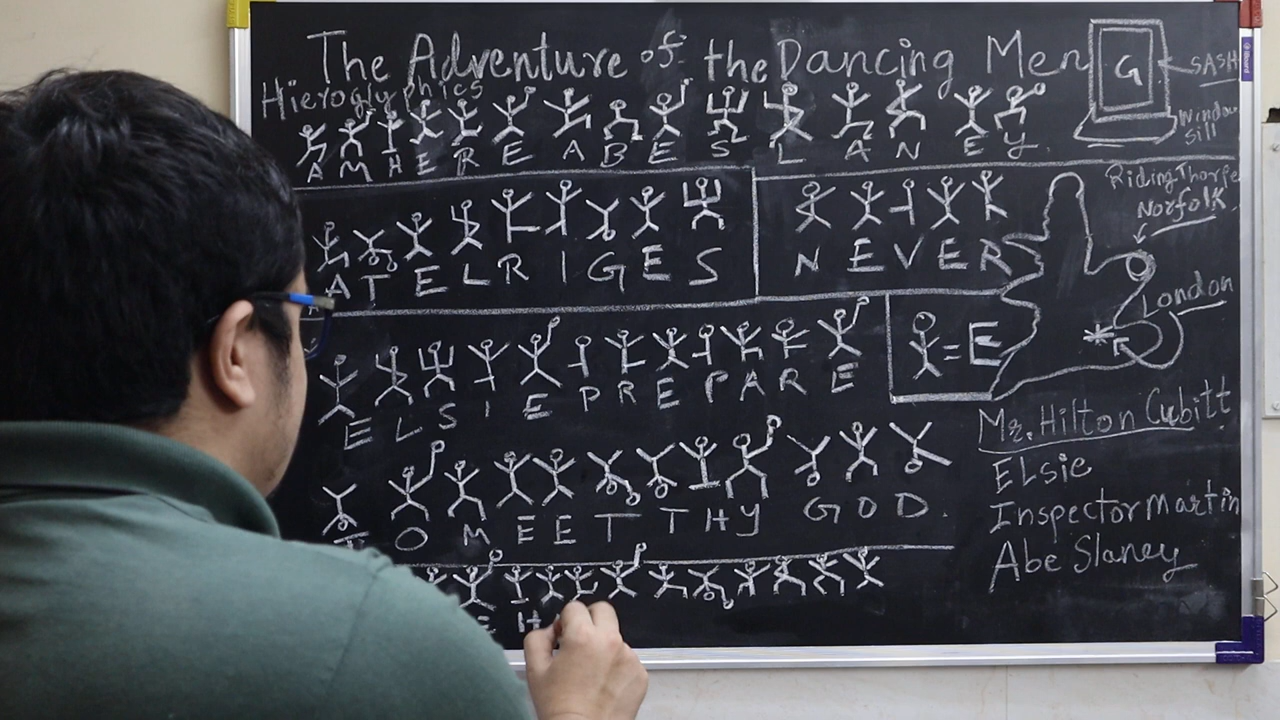 The Adventure of the Dancing Men
Hieroglyphics
A M H E R E A B E S L A N E y.
G
SASH
Window
Sill
A T E L R I G E S
N E V E R
Riding Thorpe
Norfolk
London
E L S I E P R E P A R E
= E
Mr. Hilton Cubitt
ELsie
Inspector Martin
Abe Slaney
T O M E E T T H y G O D.
E H